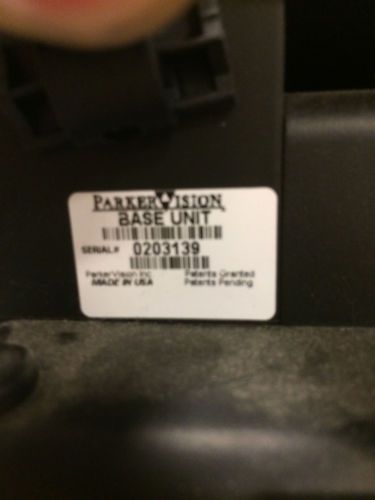 PARKERVISION
BASE UNIT
SERIAL# 0203139
ParkerVision Inc Patents Granted
MADE IN USA Patents Pending